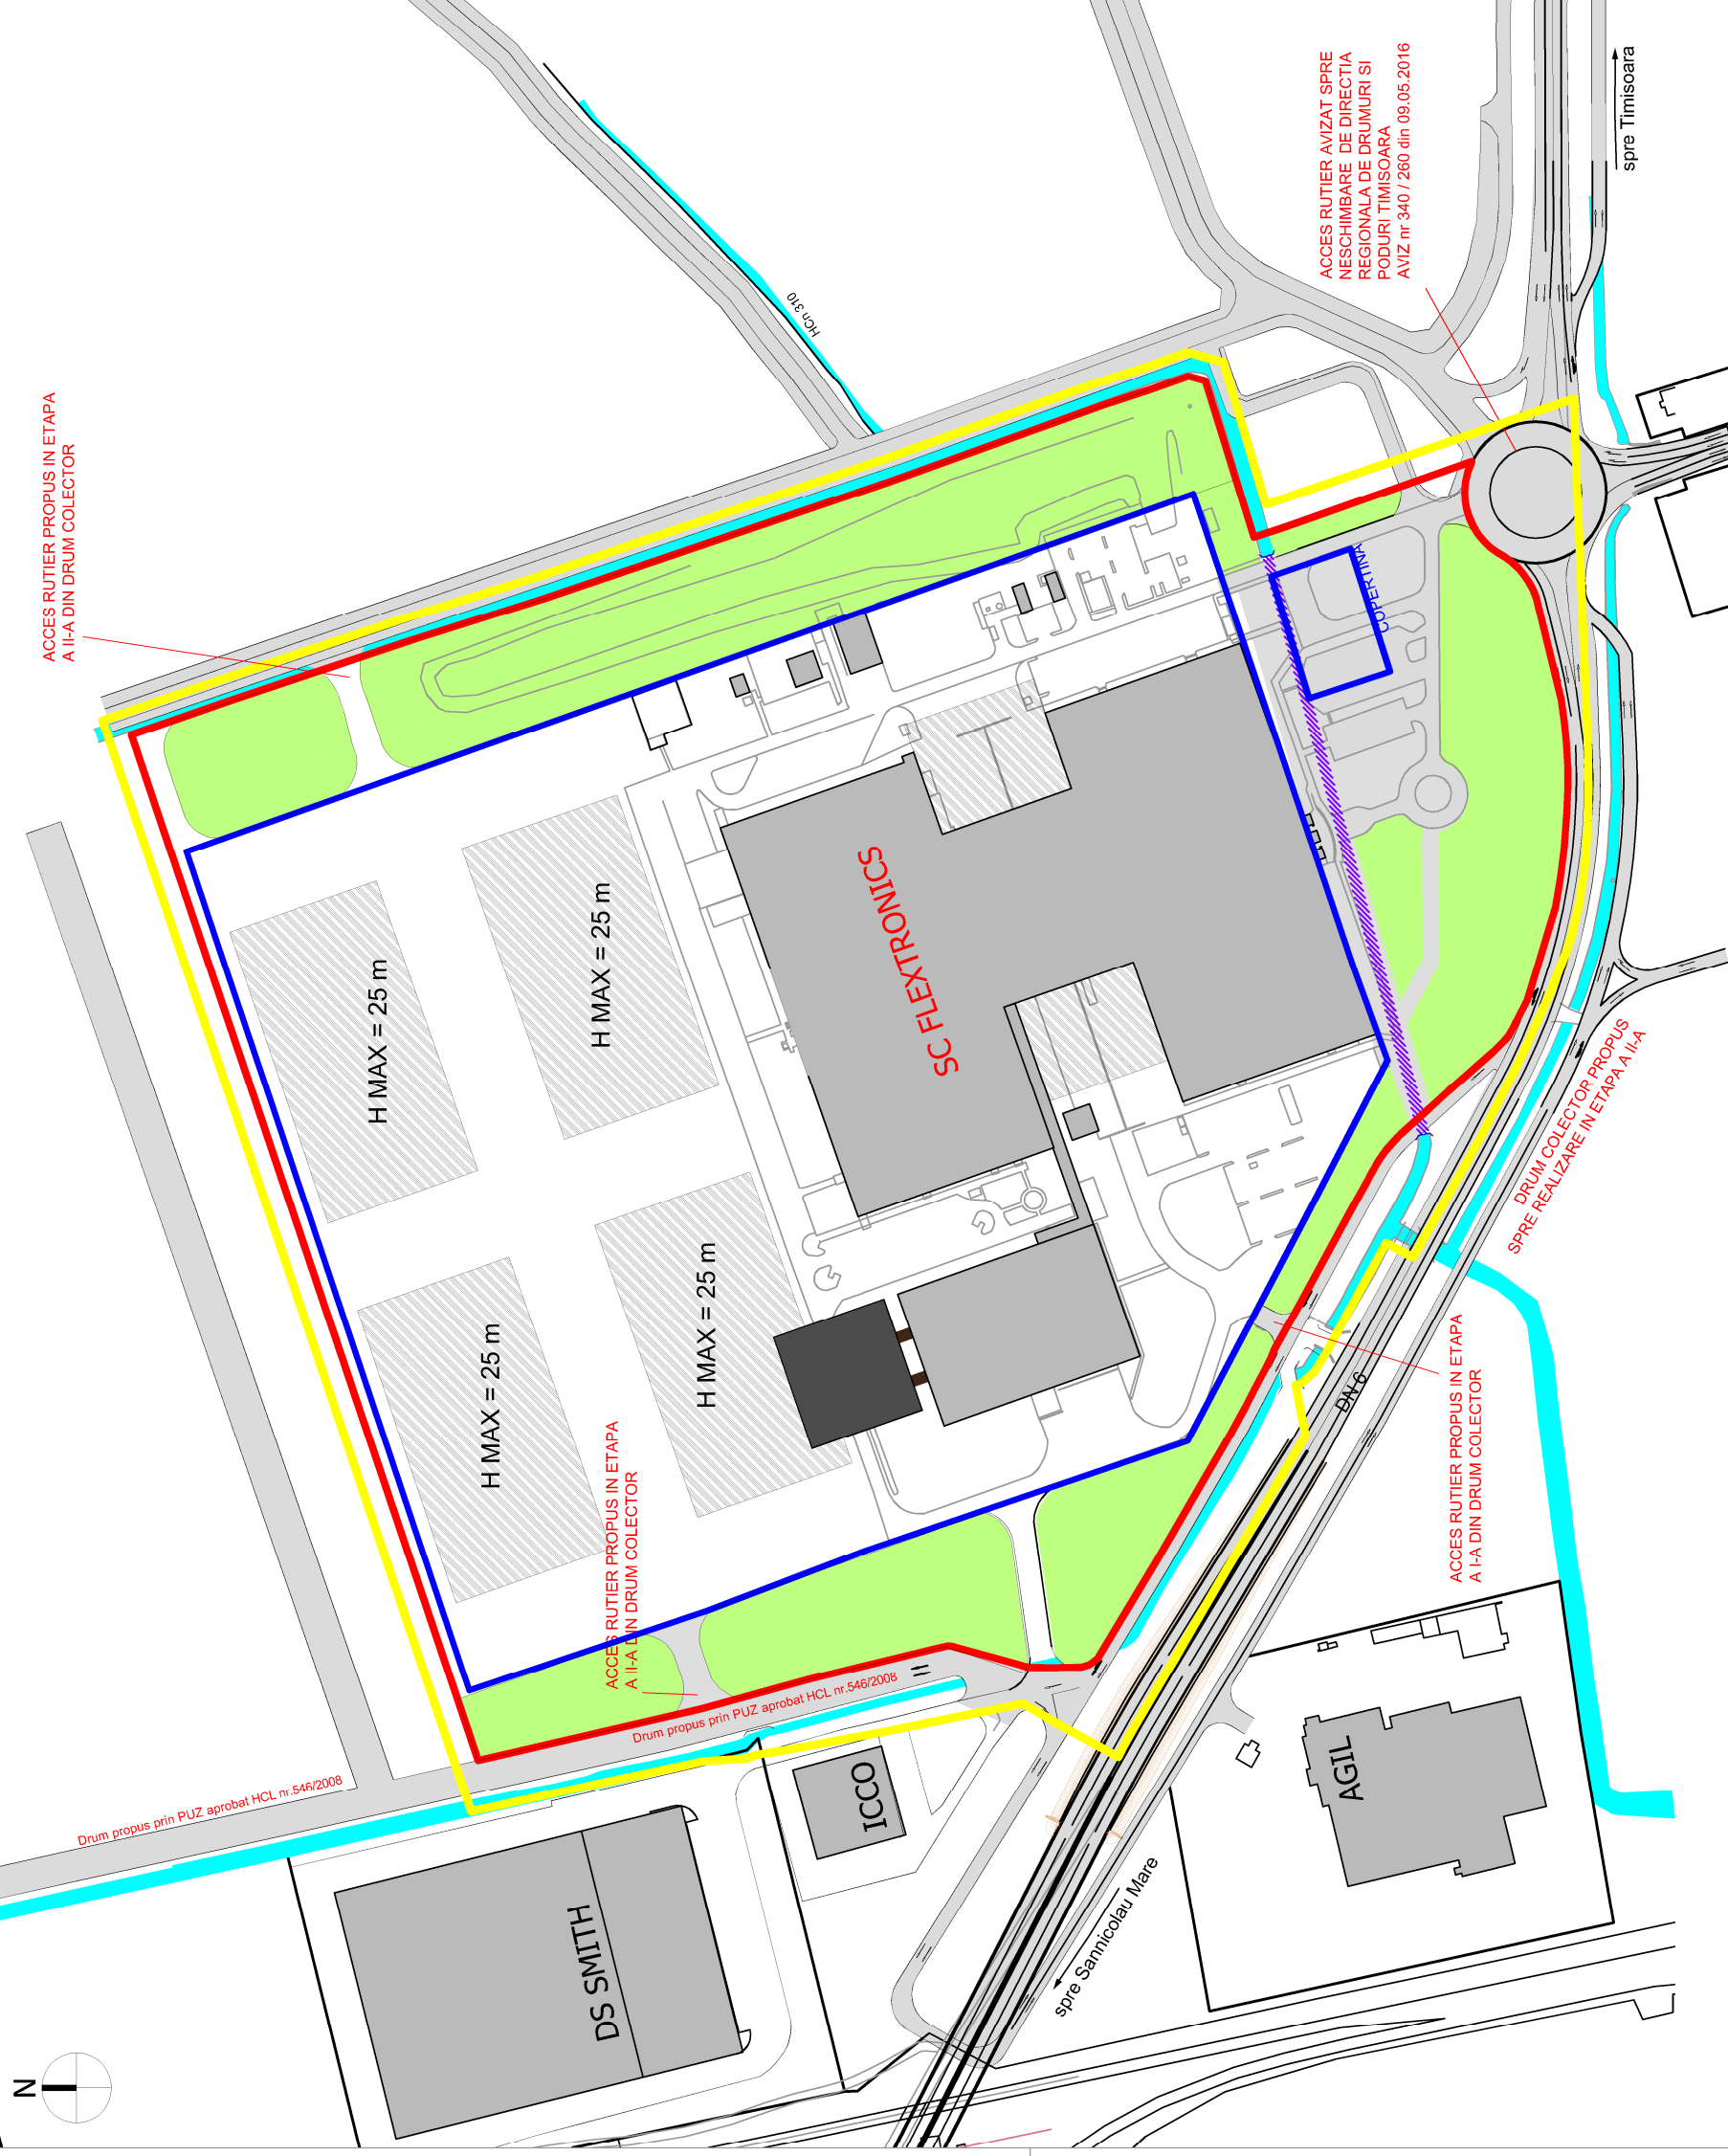 ACCES RUTIER PROPUS IN ETAPA
A II-A DIN DRUM COLECTOR
ACCES RUTIER AVIZAT SPRE
NESCHIMBARE DE DIRECTIA
REGIONALA DE DRUMURI SI
PODURI TIMISOARA
AVIZ nr 340 / 260 din 09.05.2016
spre Timisoara
HCn 310
COPERTINA
H MAX = 25 m
H MAX = 25 m
SC FLEXTRONICS
H MAX = 25 m
H MAX = 25 m
DRUM COLECTOR PROPUS
SPRE REALIZARE IN ETAPA A II-A
ACCES RUTIER PROPUS IN ETAPA
A II-A DIN DRUM COLECTOR
ACCES RUTIER PROPUS IN ETAPA
A I-A DIN DRUM COLECTOR
DN 6
Drum propus prin PUZ aprobat HCL nr.546/2008
Drum propus prin PUZ aprobat HCL nr.546/2008
ICCO
AGIL
DS SMITH
spre Sannicolau Mare
N